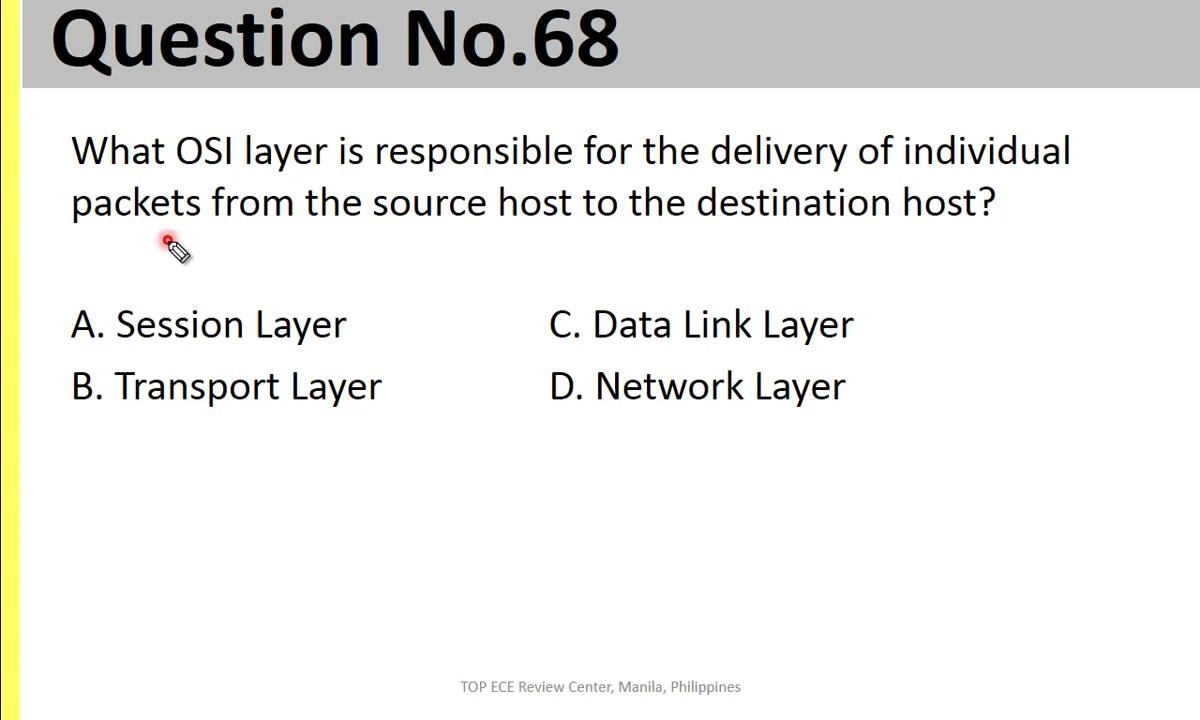 Question No.68
What OSI layer is responsible for the delivery of individual
packets from the source host to the destination host?
A. Session Layer
B. Transport Layer
C. Data Link Layer
D. Network Layer
TOP ECE Review Center, Manila, Philippines